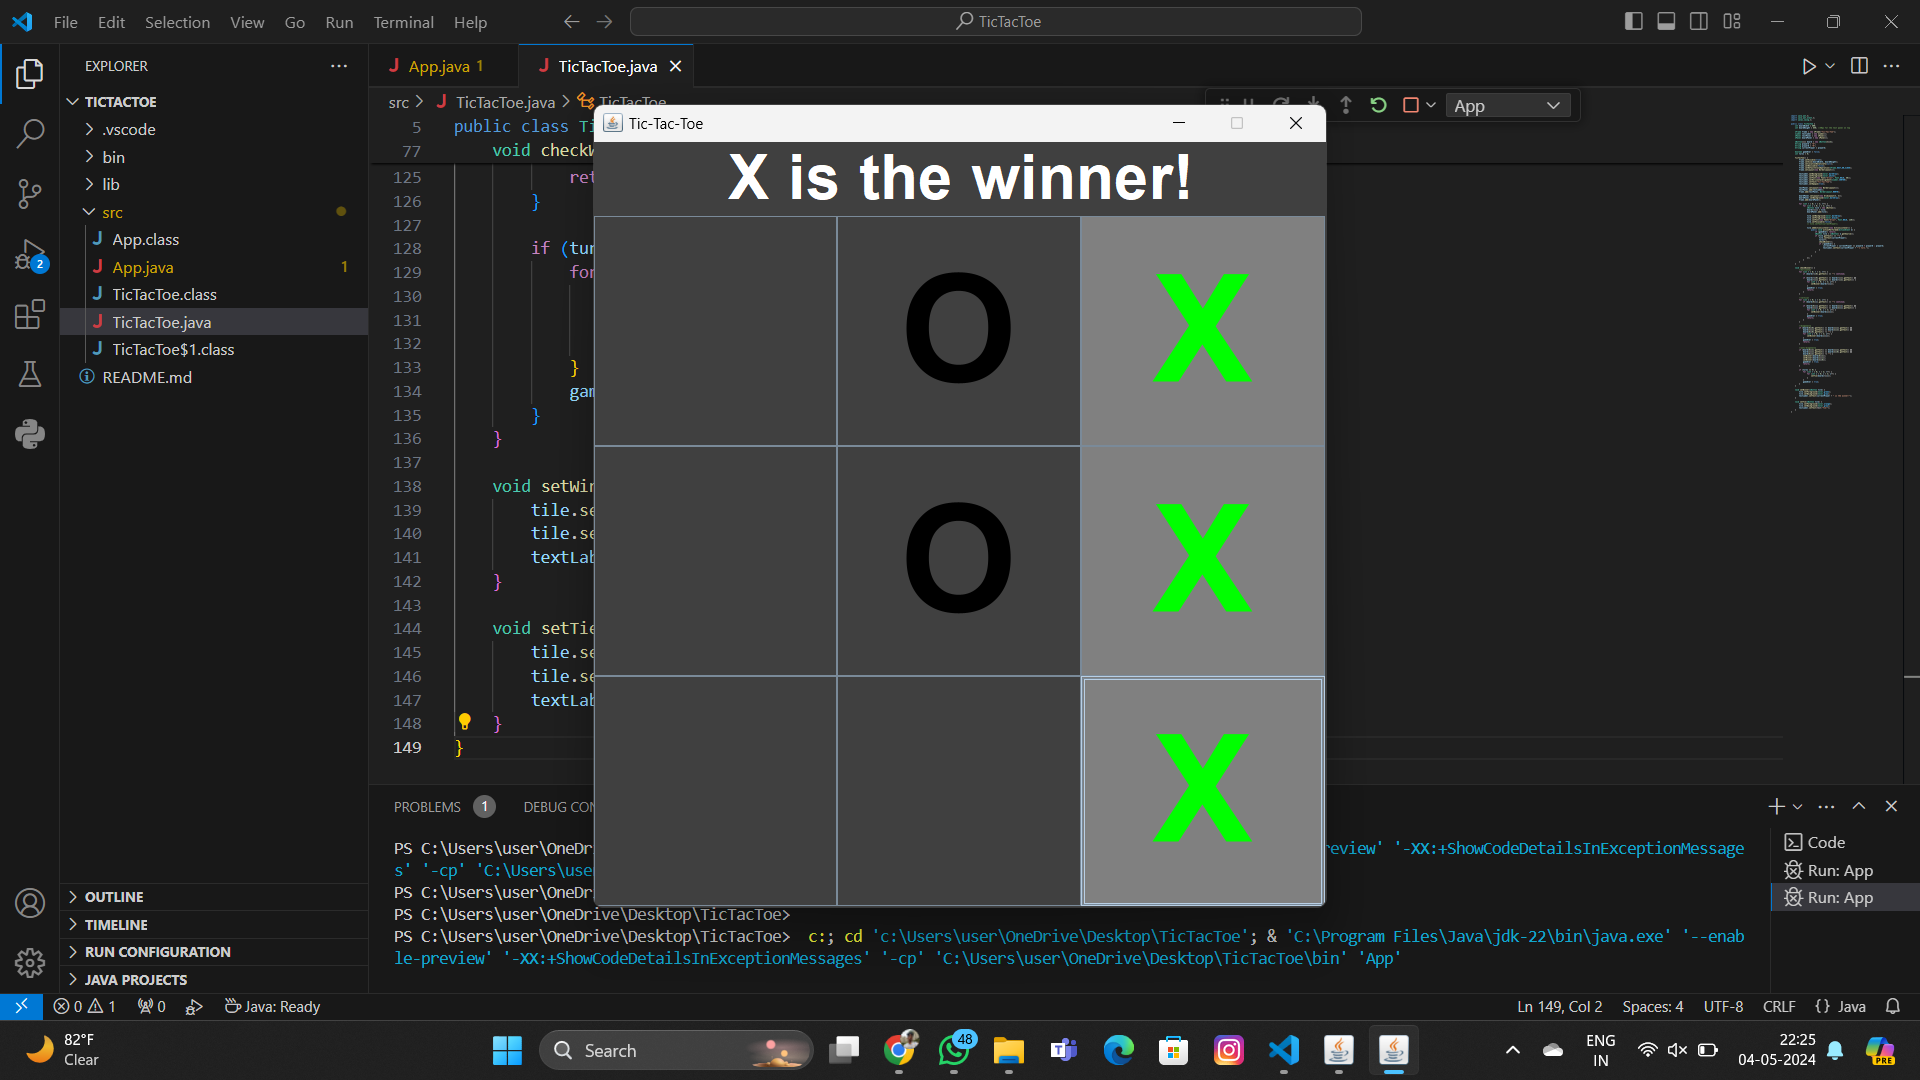 File Edit Selection View Go Run Terminal Help
TicTacToe
EXPLORER
TICTACTOE
.vscode
bin
lib
src
App.class
App.java 1
TicTacToe.class
TicTacToe.java
TicTacToe$1.class
README.md
OUTLINE
TIMELINE
RUN CONFIGURATION
JAVA PROJECTS
2
App.java 1
TicTacToe.java
src > TicTacToe.java > TicTacToe
App
5 public class Ti
77 void checkW
125 ret
126 }
127
128 if (tur
129 for
130
131
132
133 }
134 gam
135 }
136 }
137
138 void setWin
139 tile.se
140 tile.se
141 textLab
142 }
143
144 void setTie
145 tile.se
146 tile.se
147 textLab
148 }
149 }
Tic-Tac-Toe
X is the winner!
O X
O X
X
PROBLEMS 1 DEBUG CON
PS C:\Users\user\OneDr review' '-XX:+ShowCodeDetailsInExceptionMessage
s' '-cp' 'C:\Users\use
PS C:\Users\user\OneDr
PS C:\Users\user\OneDrive\Desktop\TicTacToe>
PS C:\Users\user\OneDrive\Desktop\TicTacToe> c:; cd 'c:\Users\user\OneDrive\Desktop\TicTacToe'; & 'C:\Program Files\Java\jdk-22\bin\java.exe' '--enab
le-preview' '-XX:+ShowCodeDetailsInExceptionMessages' '-cp' 'C:\Users\user\OneDrive\Desktop\TicTacToe\bin' 'App'
Code
Run: App
Run: App
0 1 0 Java: Ready
Ln 149, Col 2 Spaces: 4 UTF-8 CRLF {} Java
82°F
Clear
Search
48
ENG
IN
22:25
04-05-2024
PRE